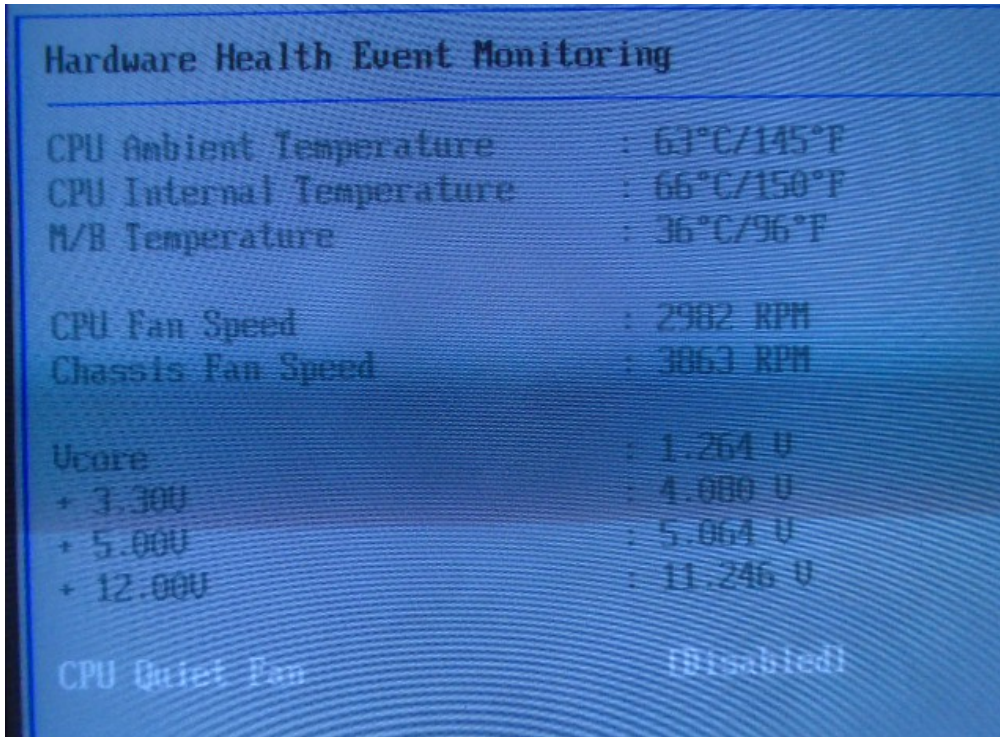 Hardware Health Event Monitoring
CPU Ambient Temperature : 63°C/145°F
CPU Internal Temperature : 66°C/150°F
M/B Temperature : 36°C/96°F
CPU Fan Speed : 2982 RPM
Chassis Fan Speed : 3063 RPM
Vcore : 1.264 V
+ 3.30V : 4.080 V
+ 5.00V : 5.064 V
+ 12.00V : 11.246 V
CPU Quiet Fan [Disabled]